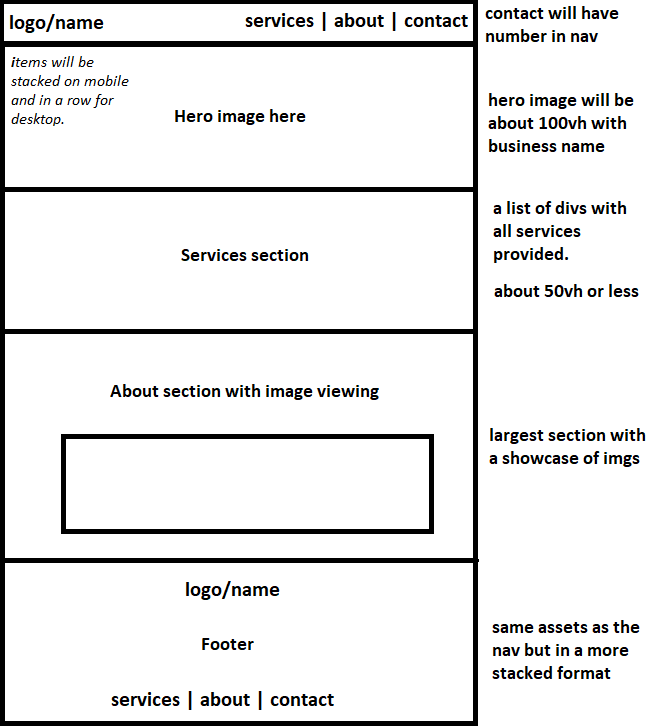 logo/name
services | about | contact
contact will have
number in nav
items will be
stacked on mobile
and in a row for
desktop.
Hero image here
hero image will be
about 100vh with
business name
Services section
a list of divs with
all services
provided.
about 50vh or less
About section with image viewing
largest section with
a showcase of imgs
logo/name
Footer
services | about | contact
same assets as the
nav but in a more
stacked format